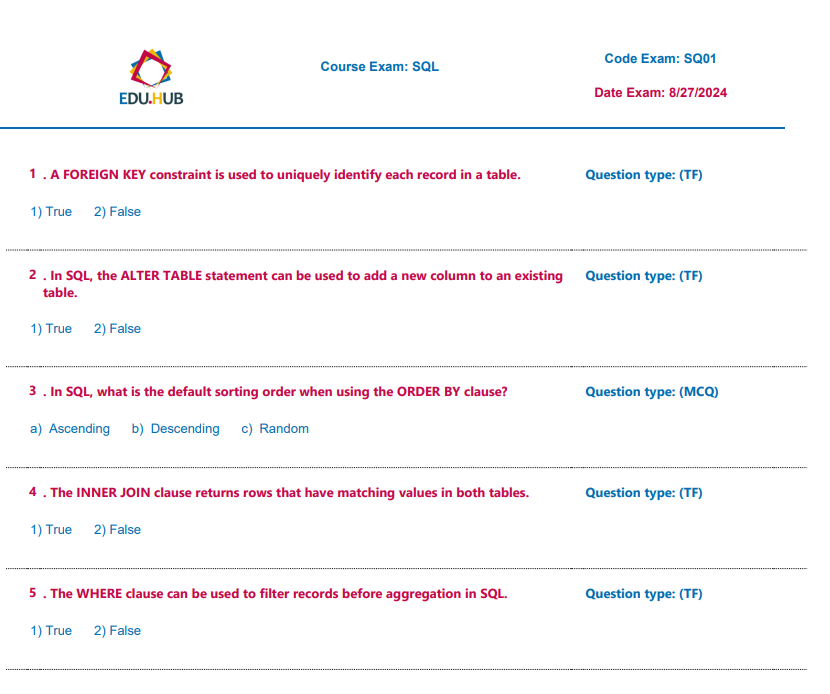 EDU.HUB
Course Exam: SQL
Code Exam: SQ01
Date Exam: 8/27/2024
1 . A FOREIGN KEY constraint is used to uniquely identify each record in a table. Question type: (TF)
1) True 2) False
2 . In SQL, the ALTER TABLE statement can be used to add a new column to an existing Question type: (TF)
table.
1) True 2) False
3 . In SQL, what is the default sorting order when using the ORDER BY clause? Question type: (MCQ)
a) Ascending b) Descending c) Random
4 . The INNER JOIN clause returns rows that have matching values in both tables. Question type: (TF)
1) True 2) False
5 . The WHERE clause can be used to filter records before aggregation in SQL. Question type: (TF)
1) True 2) False